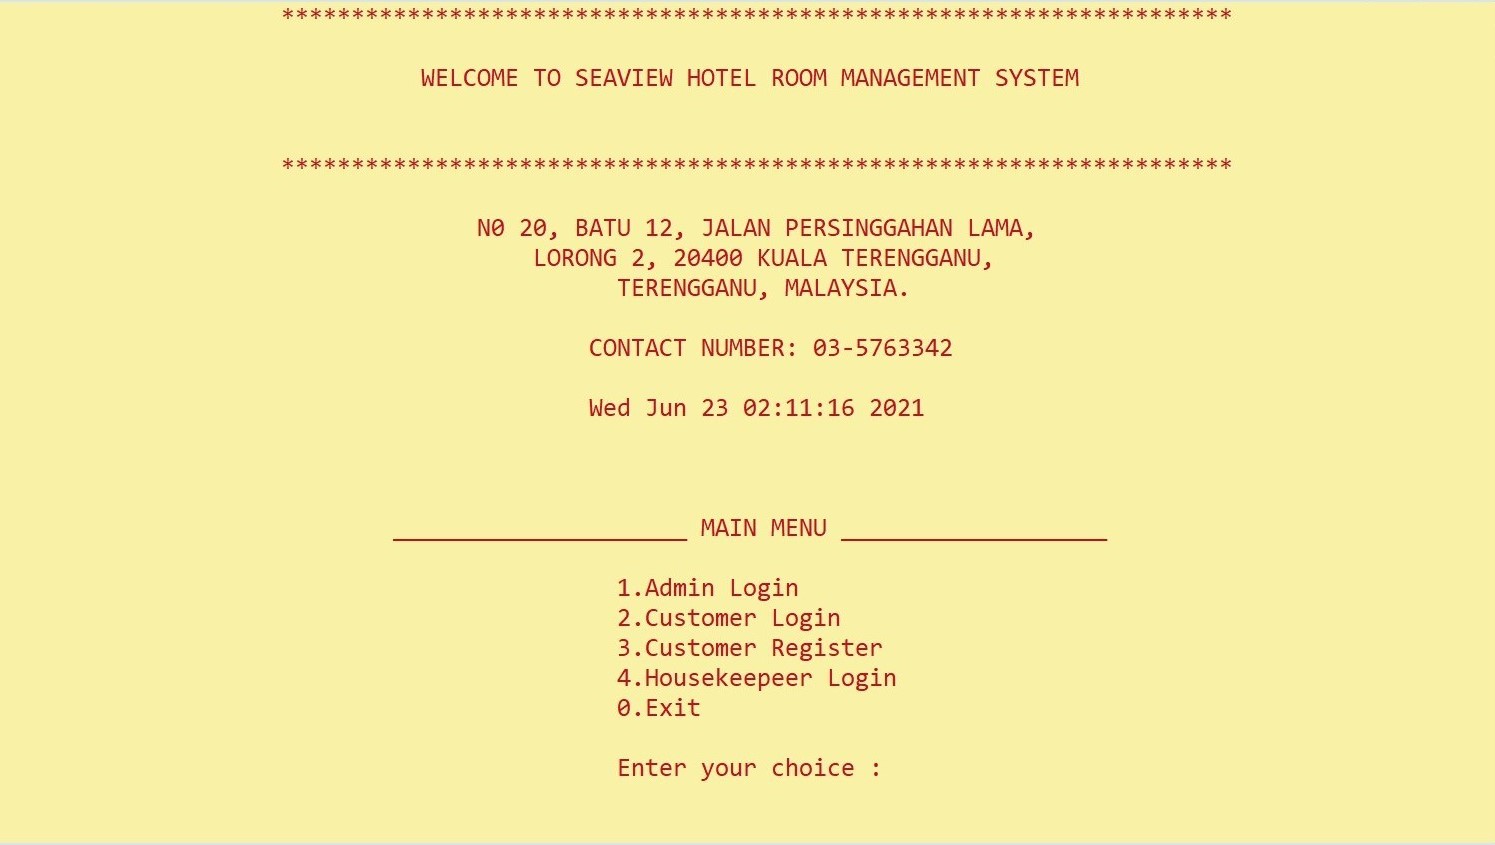 ********************************************************************
WELCOME TO SEAVIEW HOTEL ROOM MANAGEMENT SYSTEM
********************************************************************
N0 20, BATU 12, JALAN PERSINGGAHAN LAMA,
LORONG 2, 20400 KUALA TERENGGANU,
TERENGGANU, MALAYSIA.
CONTACT NUMBER: 03-5763342
Wed Jun 23 02:11:16 2021
_____________________ MAIN MENU ___________________
1.Admin Login
2.Customer Login
3.Customer Register
4.Housekeepeer Login
0.Exit
Enter your choice :